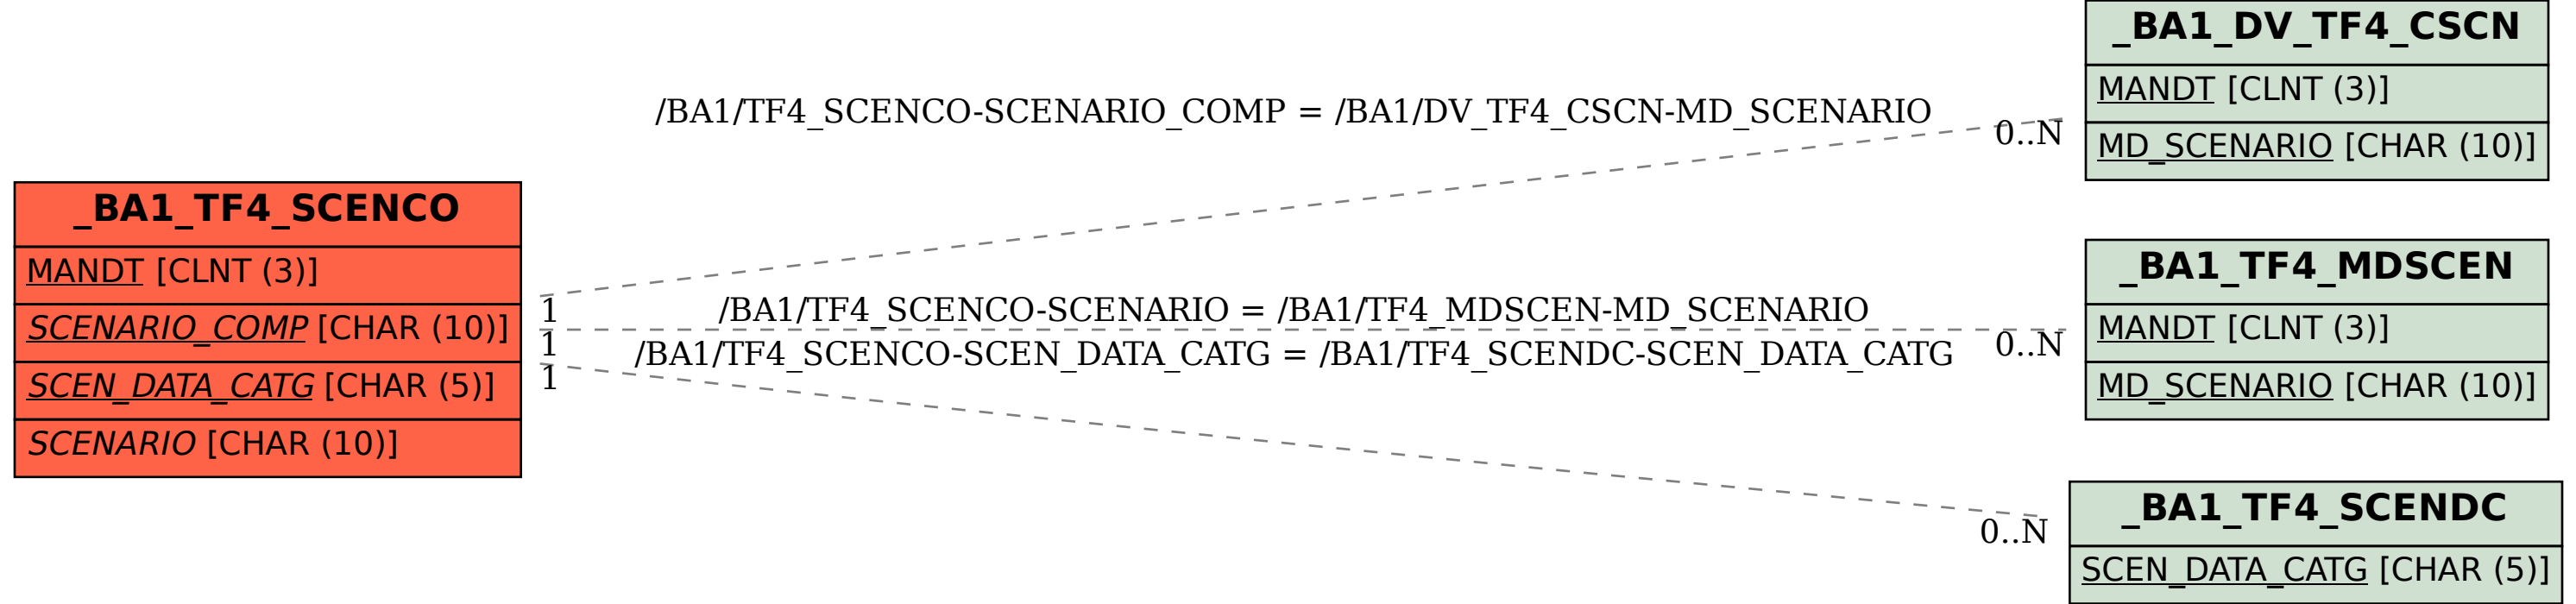 _BA1_TF4_SCENCO
MANDT [CLNT (3)]
SCENARIO_COMP [CHAR (10)]
SCEN_DATA_CATG [CHAR (5)]
SCENARIO [CHAR (10)]
/BA1/TF4_SCENCO-SCENARIO_COMP = /BA1/DV_TF4_CSCN-MD_SCENARIO
0..N
1
/BA1/TF4_SCENCO-SCENARIO = /BA1/TF4_MDSCEN-MD_SCENARIO
1
0..N
/BA1/TF4_SCENCO-SCEN_DATA_CATG = /BA1/TF4_SCENDC-SCEN_DATA_CATG
1
0..N
_BA1_DV_TF4_CSCN
MANDT [CLNT (3)]
MD_SCENARIO [CHAR (10)]
_BA1_TF4_MDSCEN
MANDT [CLNT (3)]
MD_SCENARIO [CHAR (10)]
_BA1_TF4_SCENDC
SCEN_DATA_CATG [CHAR (5)]